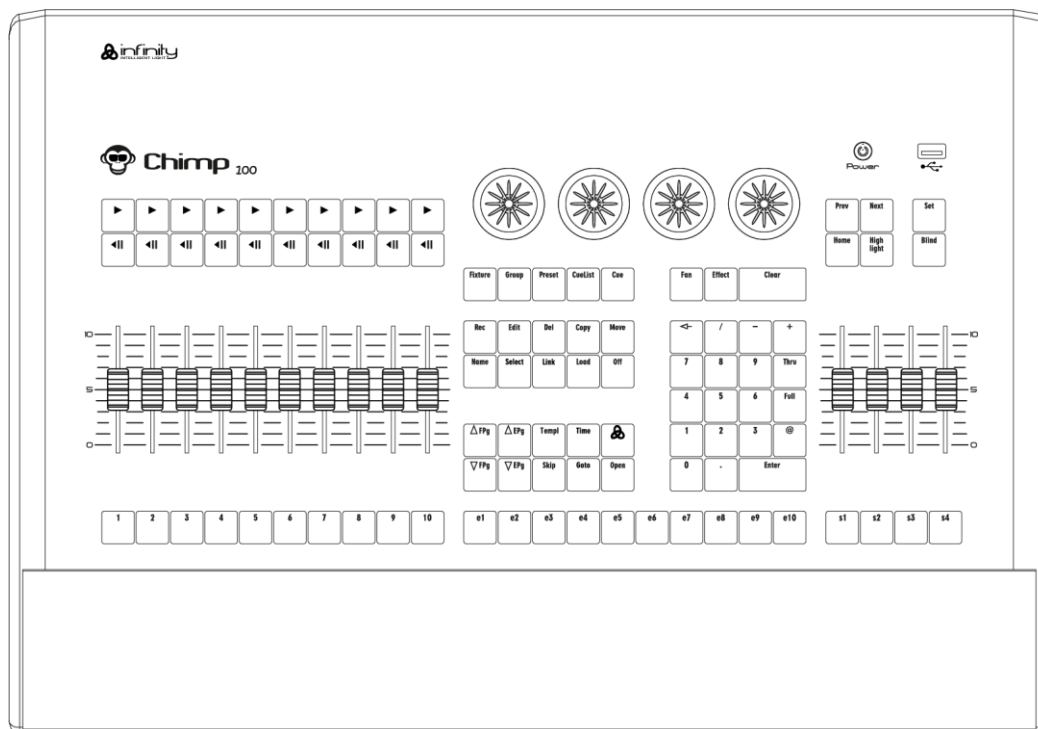 infinity
INTELLIGENT LIGHT
Chimp 100
Power
Prev Next Set
Home High light Blind
Fixture Group Preset CueList Cue Fan Effect Clear
10 10
Rec Edit Del Copy Move / - +
Name Select Link Load Off 7 8 9 Thru
5 5
4 5 6 Full
FPg EPg Templ Time 1 2 3 @
0 0
FPg EPg Skip Goto Open 0 . Enter
1 2 3 4 5 6 7 8 9 10 e1 e2 e3 e4 e5 e6 e7 e8 e9 e10 s1 s2 s3 s4